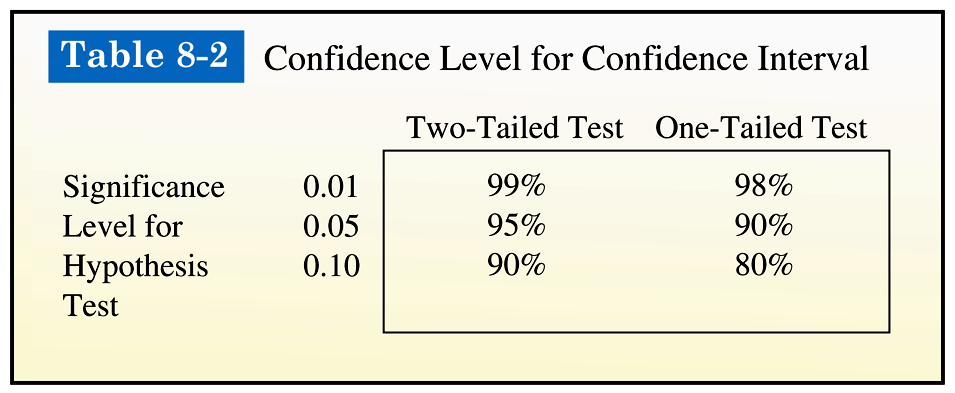 Table 8-2 Confidence Level for Confidence Interval
Two-Tailed Test One-Tailed Test
Significance 0.01 99% 98%
Level for 0.05 95% 90%
Hypothesis 0.10 90% 80%
Test